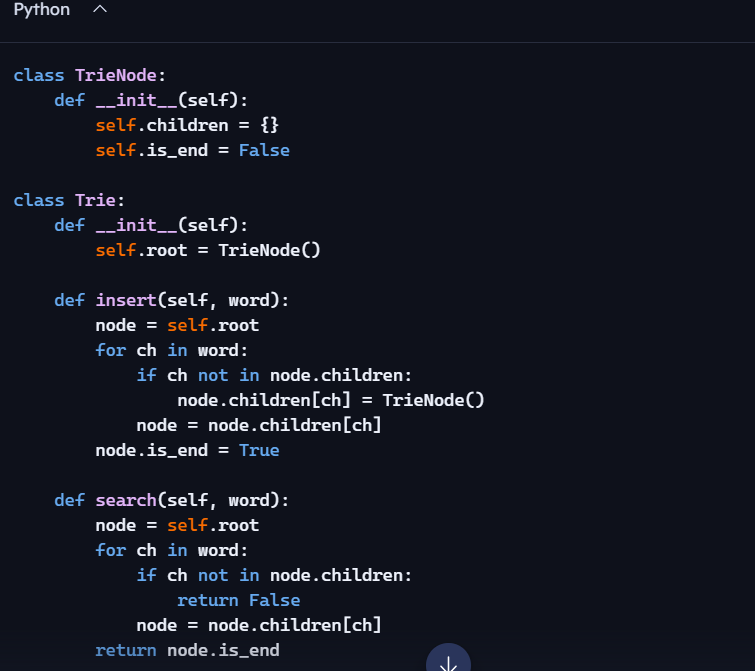 Python
class TrieNode:
    def __init__(self):
        self.children = {}
        self.is_end = False
class Trie:
    def __init__(self):
        self.root = TrieNode()
    def insert(self, word):
        node = self.root
        for ch in word:
            if ch not in node.children:
                node.children[ch] = TrieNode()
            node = node.children[ch]
        node.is_end = True
    def search(self, word):
        node = self.root
        for ch in word:
            if ch not in node.children:
                return False
            node = node.children[ch]
        return node.is_end